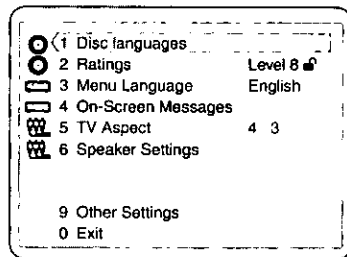 1 Disc languages
2 Ratings Level 8
3 Menu Language English
4 On-Screen Messages
5 TV Aspect 4 3
6 Speaker Settings
9 Other Settings
0 Exit